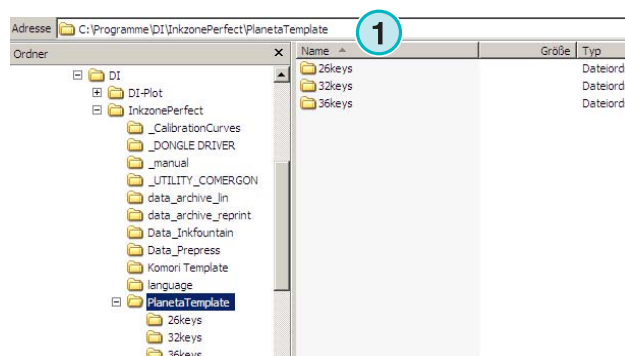 Adresse C:\Programme\DI\InkzonePerfect\PlanetaTemplate
1
Ordner x Name Größe Typ
DI
DI-Plot
InkzonePerfect
_CalibrationCurves
_DONGLE DRIVER
_manual
_UTILITY_COMERGON
data_archive_lin
data_archive_reprint
Data_Inkfountain
Data_Prepress
Komori Template
language
PlanetaTemplate
26keys
32keys
36keys
26keys Dateiord
32keys Dateiord
36keys Dateiord